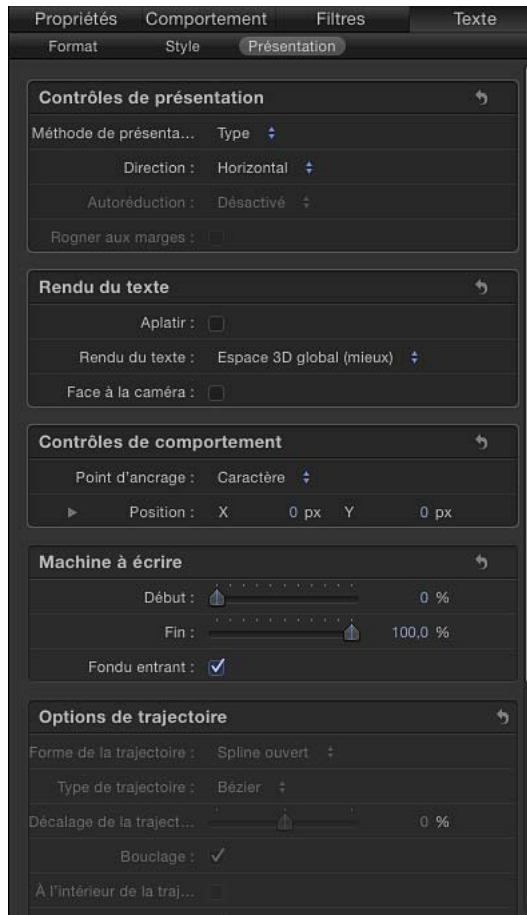 Propriétés Comportement Filtres Texte
Format Style Présentation
Contrôles de présentation
Méthode de présenta... Type
Direction : Horizontal
Autoréduction : Désactivé
Rogner aux marges :
Rendu du texte
Aplatir :
Rendu du texte : Espace 3D global (mieux)
Face à la caméra :
Contrôles de comportement
Point d'ancrage : Caractère
Position : X 0 px Y 0 px
Machine à écrire
Début : 0 %
Fin : 100,0 %
Fondu entrant :
Options de trajectoire
Forme de la trajectoire : Spline ouvert
Type de trajectoire : Bézier
Décalage de la traject... 0 %
Bouclage :
À l'intérieur de la traj...